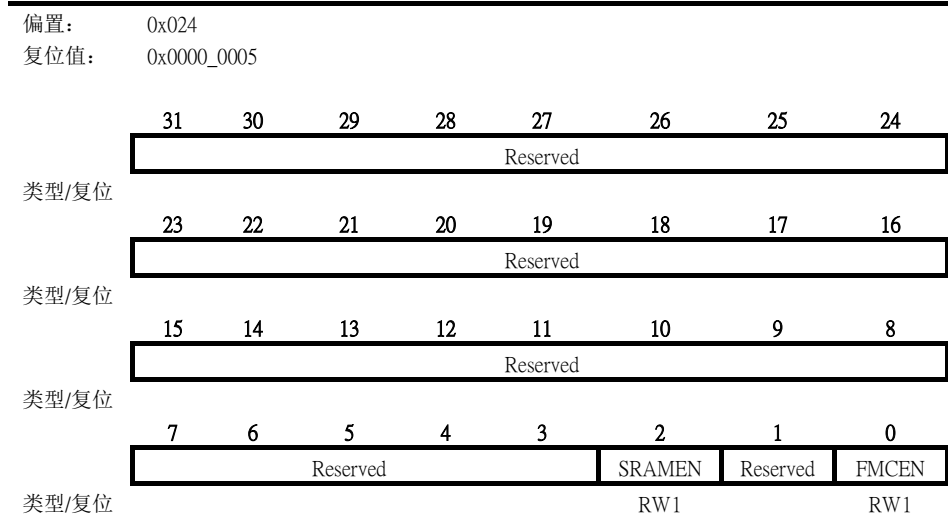 偏置： 0x024
复位值： 0x0000_0005
31 30 29 28 27 26 25 24
Reserved
类型/复位
23 22 21 20 19 18 17 16
Reserved
类型/复位
15 14 13 12 11 10 9 8
Reserved
类型/复位
7 6 5 4 3 2 1 0
Reserved SRAMEN Reserved FMCEN
类型/复位 RW1 RW1